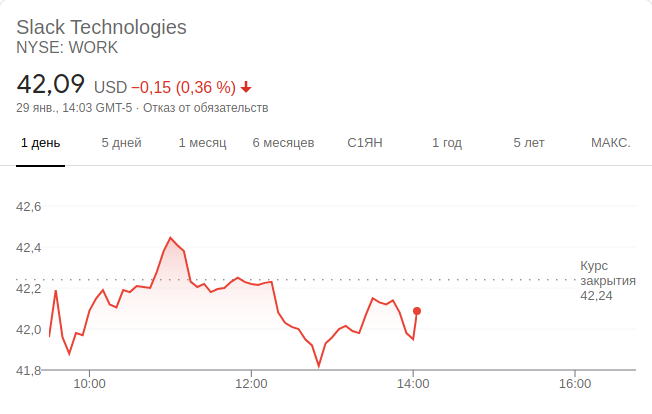 Slack Technologies
NYSE: WORK
42,09 USD −0,15 (0,36 %)
29 янв., 14:03 GMT-5 · Отказ от обязательств
1 день 5 дней 1 месяц 6 месяцев С1ЯН 1 год 5 лет МАКС.
42,6
42,4
Курс
закрытия
42,24
42,2
42,0
41,8
10:00 12:00 14:00 16:00